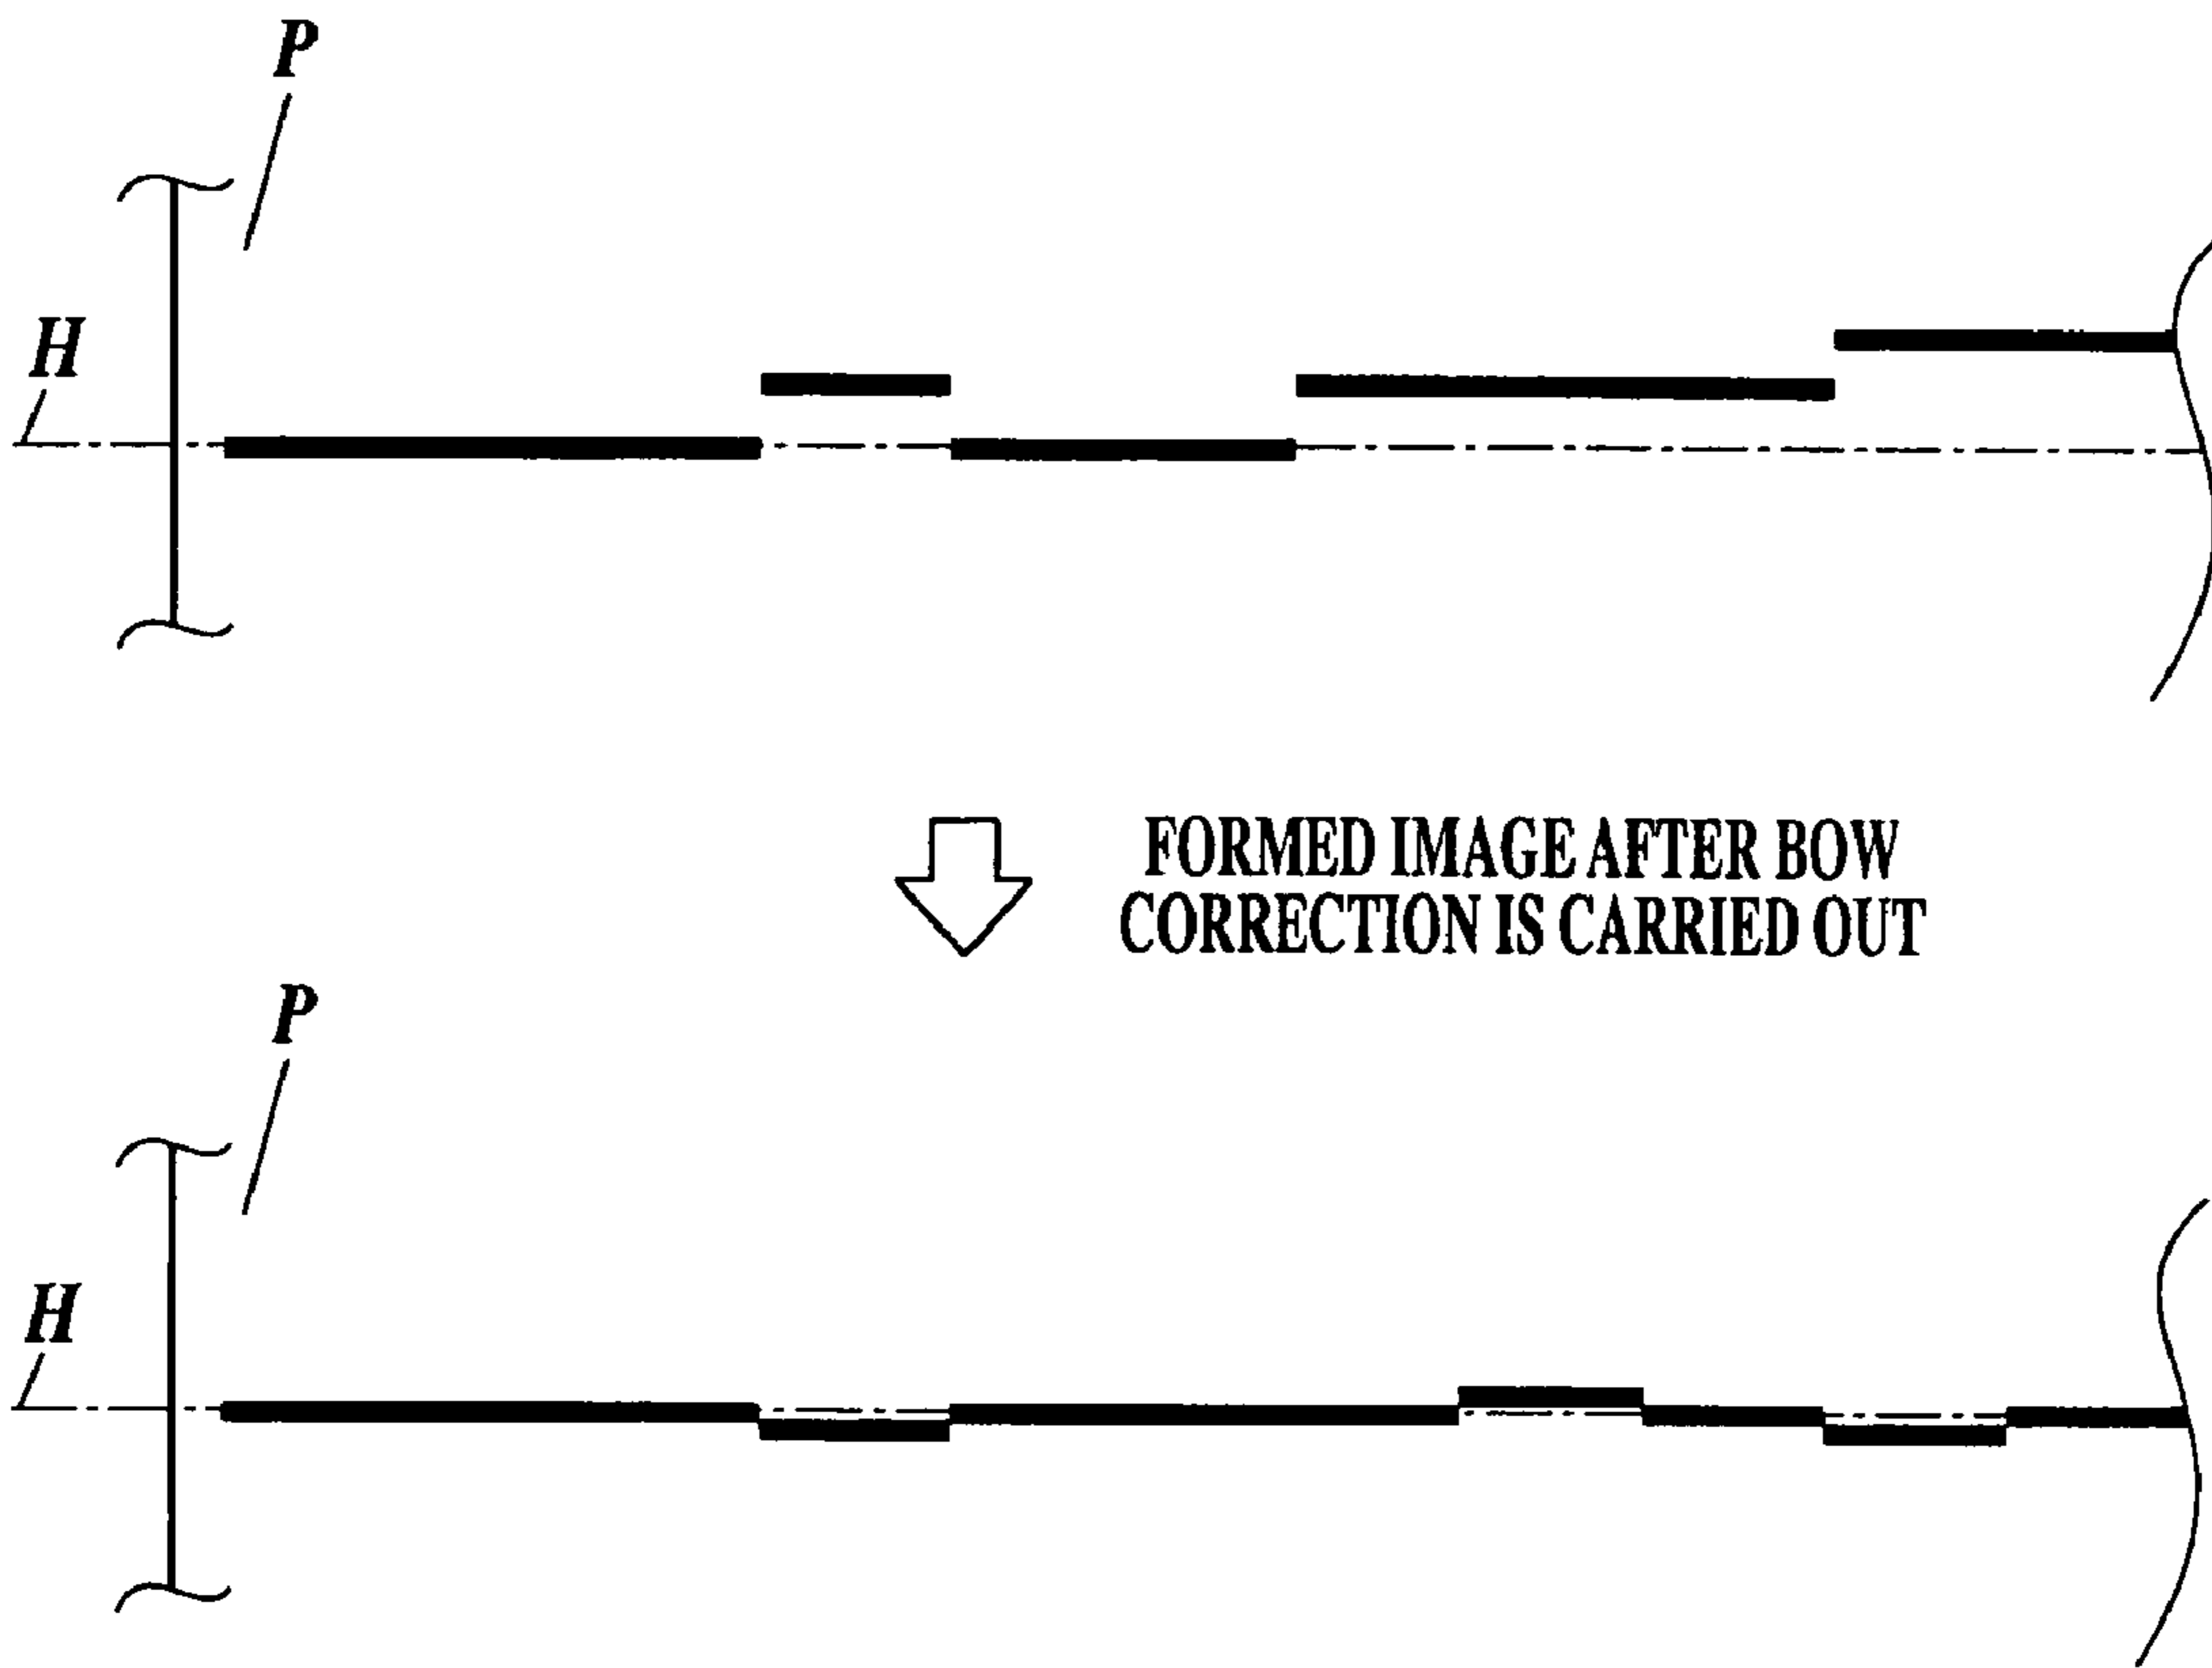 P
H
FORMED IMAGE AFTER BOW
CORRECTION IS CARRIED OUT
P
H